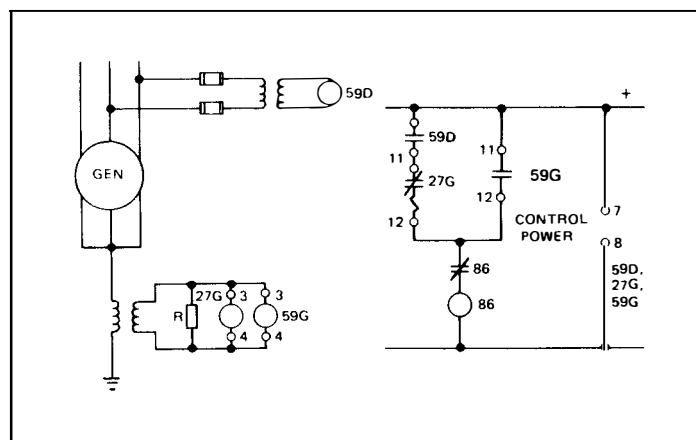 59D
GEN
27G 3 3
R 59G
4 4
+
59D
11
27G
12
11
59G
12
CONTROL
POWER
7
8
59D,
27G,
59G
86
86